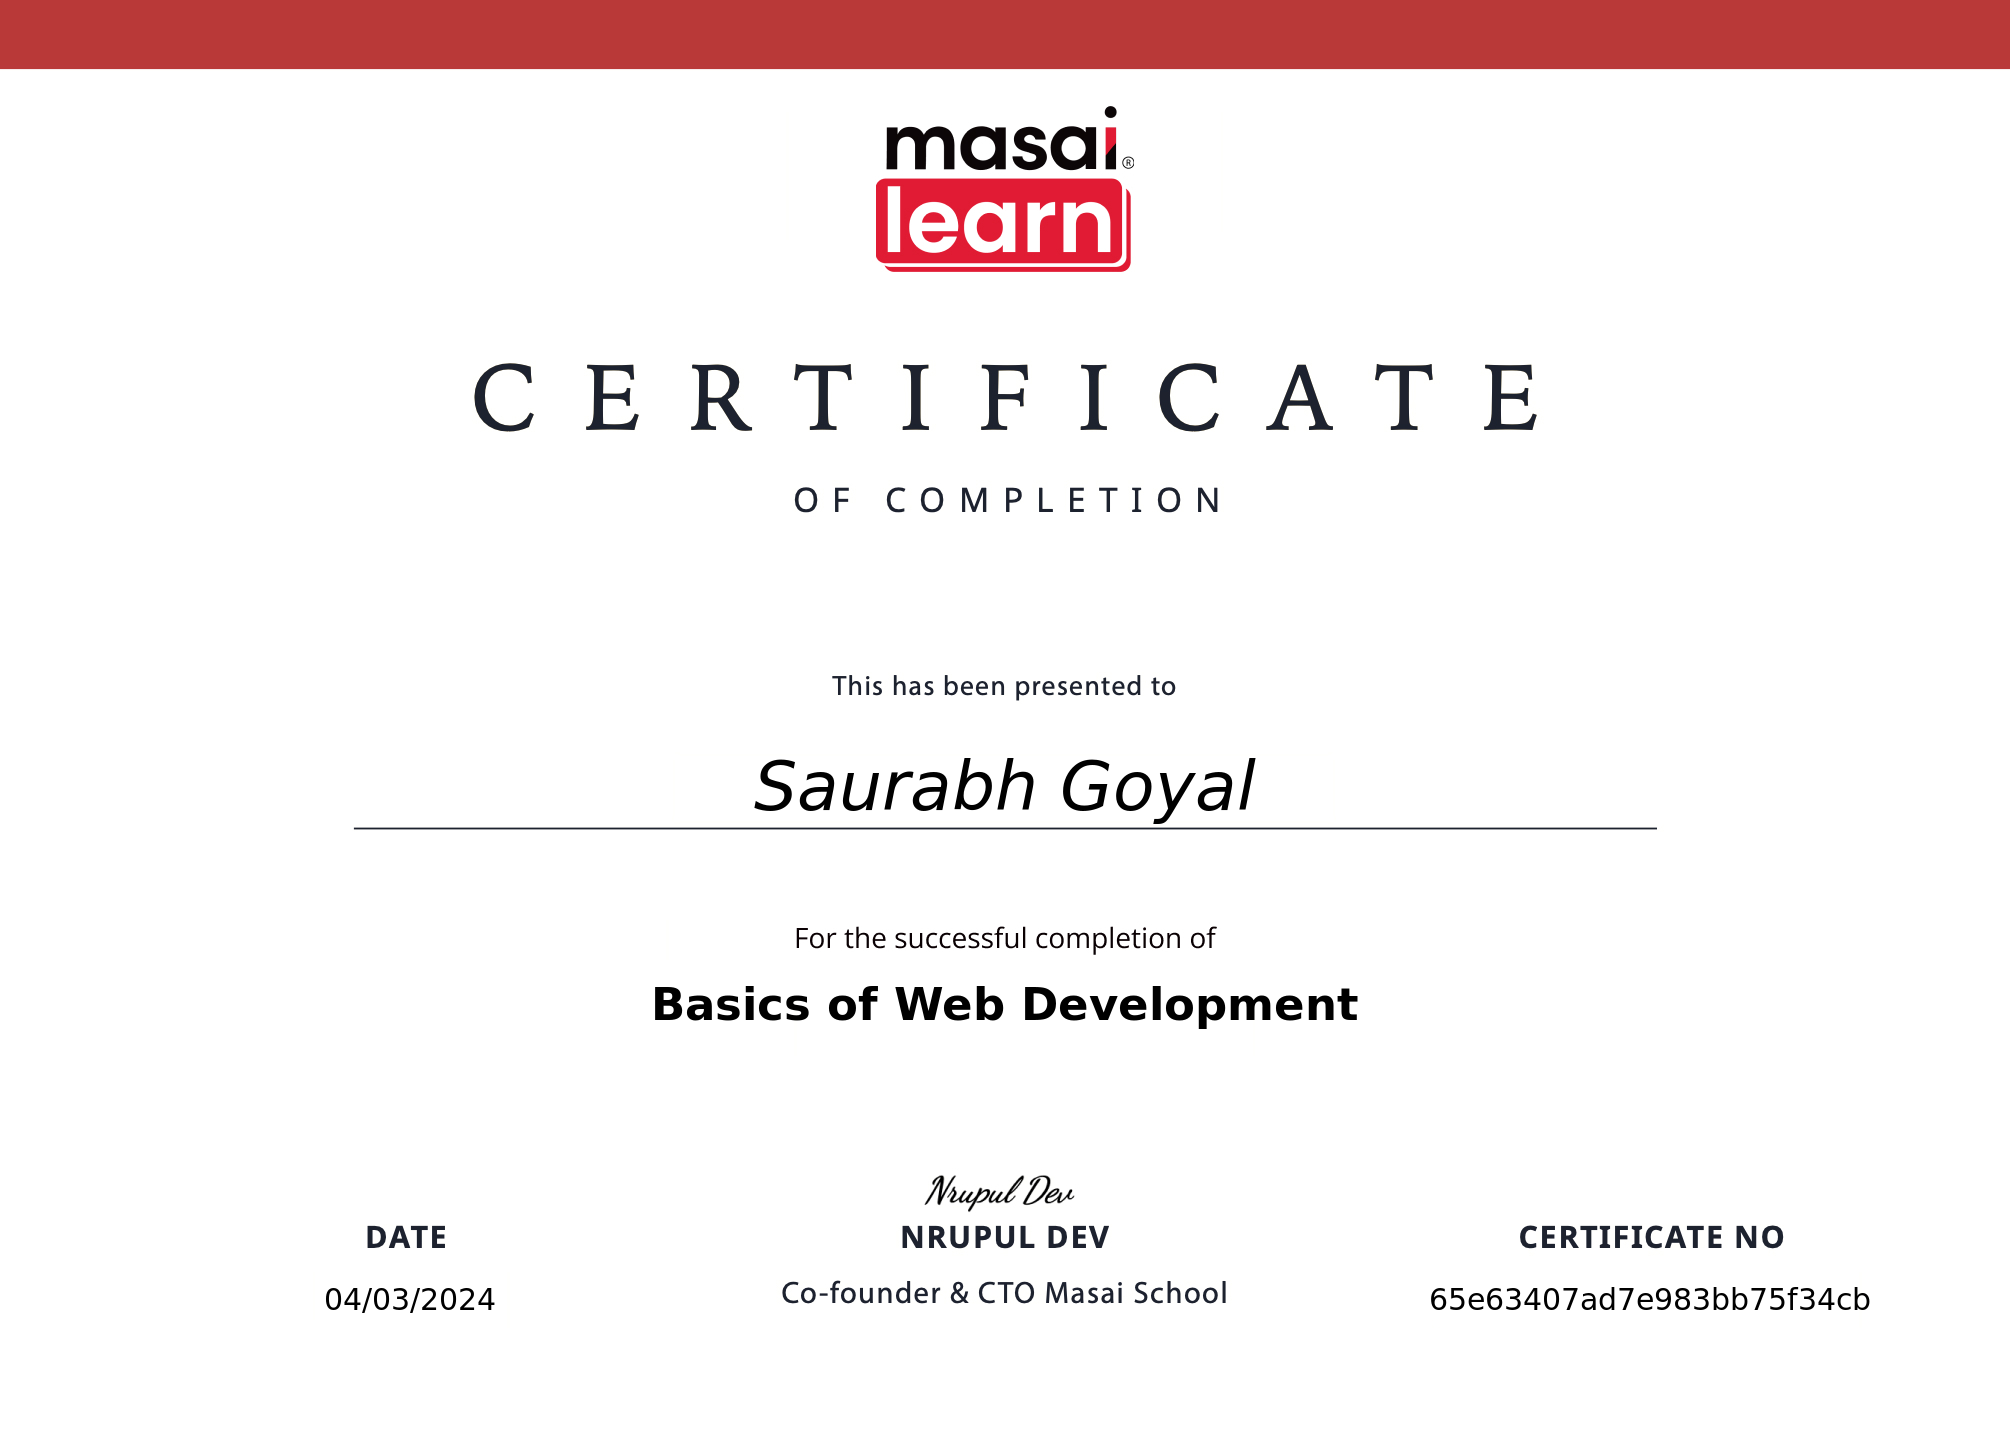 masai®
learn
CERTIFICATE
OF COMPLETION
This has been presented to
Saurabh Goyal
For the successful completion of
Basics of Web Development
Nrupul Dev
DATE
NRUPUL DEV
CERTIFICATE NO
04/03/2024
Co-founder & CTO Masai School
65e63407ad7e983bb75f34cb